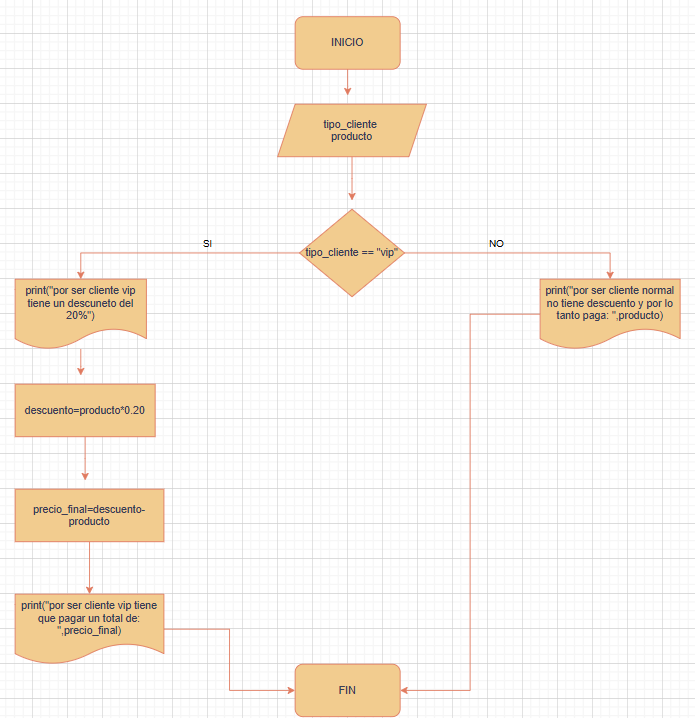 INICIO
tipo_cliente
producto
tipo_cliente == "vip"
SI
NO
print("por ser cliente vip
tiene un descuneto del
20%")
print("por ser cliente normal
no tiene descuento y por lo
tanto paga: ",producto)
descuento=producto*0.20
precio_final=descuento-
producto
print("por ser cliente vip tiene
que pagar un total de:
",precio_final)
FIN